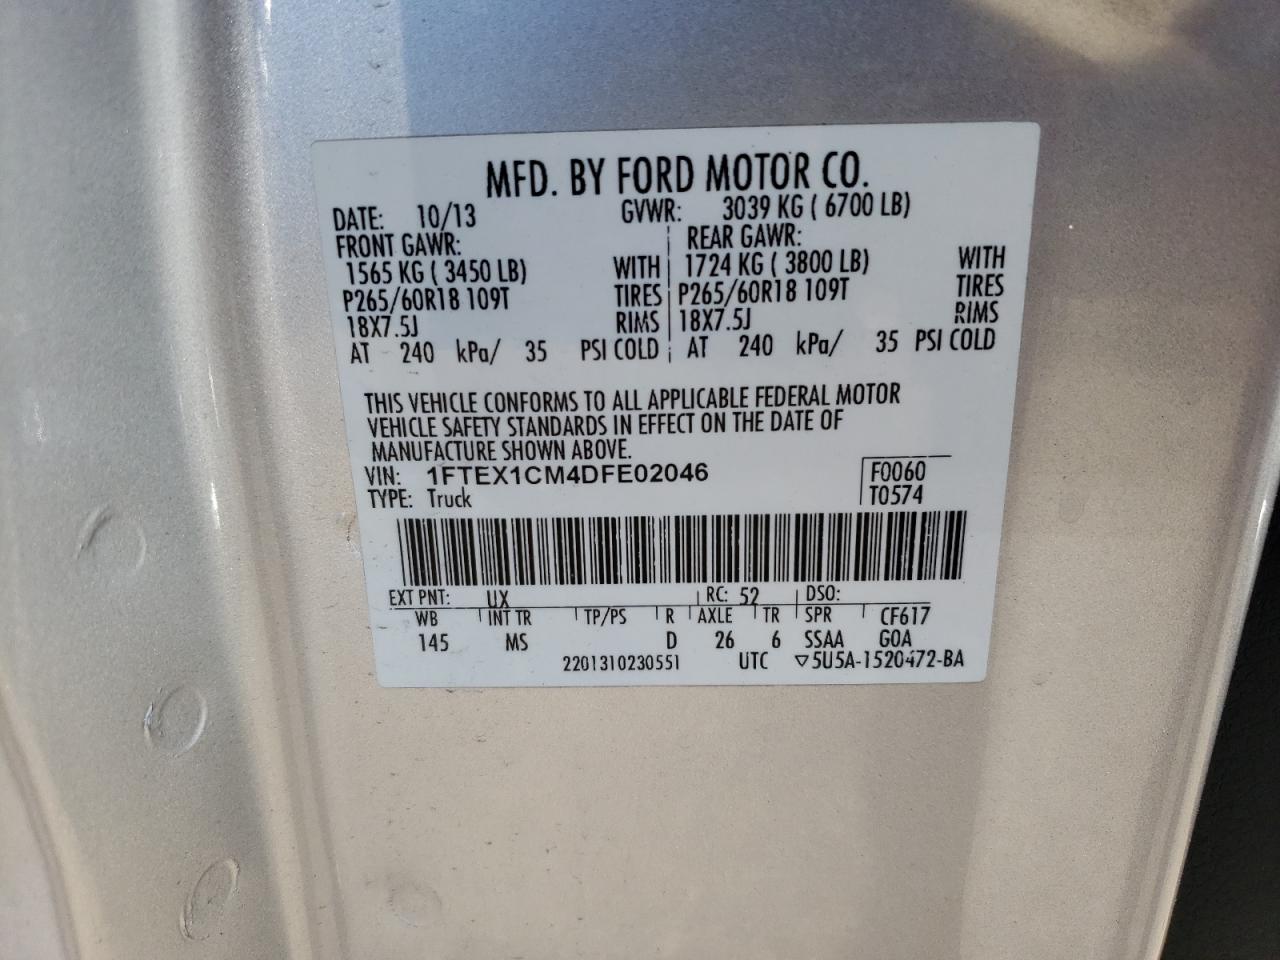 MFD. BY FORD MOTOR CO.
DATE: 10/13 GVWR: 3039 KG ( 6700 LB)
FRONT GAWR: REAR GAWR:
1565 KG ( 3450 LB) WITH 1724 KG ( 3800 LB) WITH
P265/60R18 109T TIRES P265/60R18 109T TIRES
18X7.5J RIMS 18X7.5J RIMS
AT 240 kPa/ 35 PSI COLD AT 240 kPa/ 35 PSI COLD
THIS VEHICLE CONFORMS TO ALL APPLICABLE FEDERAL MOTOR
VEHICLE SAFETY STANDARDS IN EFFECT ON THE DATE OF
MANUFACTURE SHOWN ABOVE.
VIN: 1FTEX1CM4DFE02046 F0060
TYPE: Truck T0574
EXT PNT: UX RC: 52 DSO:
WB INT TR TP/PS R AXLE TR SPR CF617
145 MS D 26 6 SSAA GOA
2201310230551 UTC ▽5U5A-1520472-BA